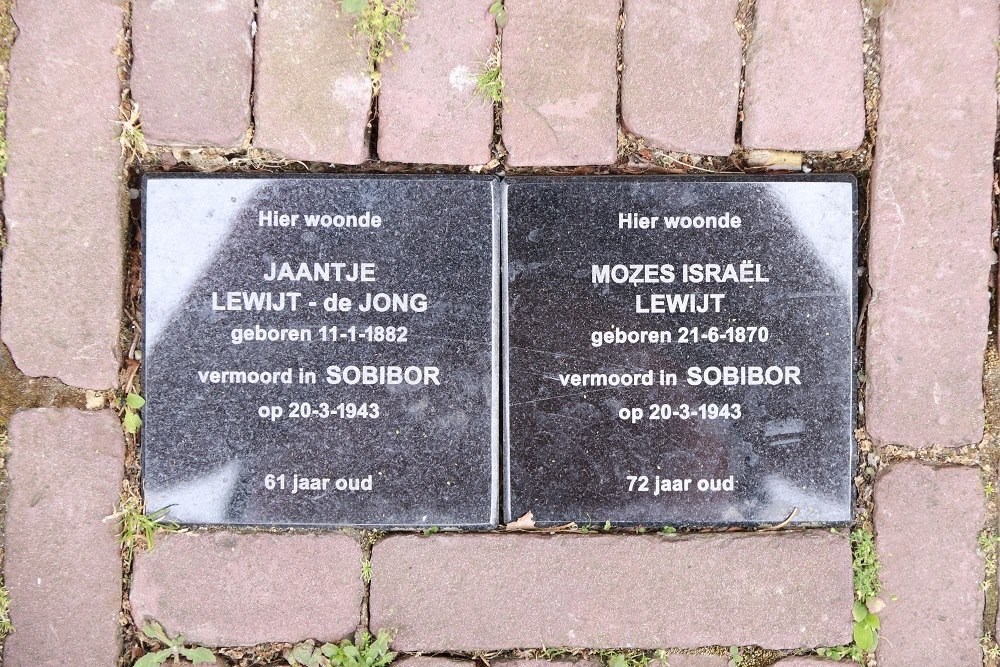 Hier woonde
JAANTJE
LEWIJT - de JONG
geboren 11-1-1882
vermoord in SOBIBOR
op 20-3-1943
61 jaar oud
Hier woonde
MOZES ISRAËL
LEWIJT
geboren 21-6-1870
vermoord in SOBIBOR
op 20-3-1943
72 jaar oud